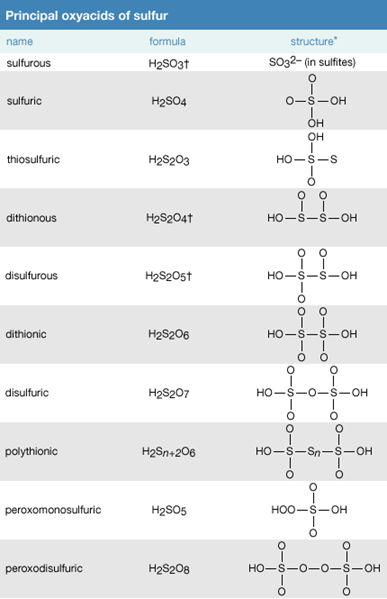 Principal oxyacids of sulfur
name formula structure*
sulfurous H2SO3† SO3²⁻ (in sulfites)
O
sulfuric H2SO4 O—S—OH
OH
OH
thiosulfuric H2S2O3 HO—S—S
O
O O
dithionous H2S2O4† HO—S—S—OH
O O
disulfurous H2S2O5† HO—S—S—OH
O
O O
dithionic H2S2O6 HO—S—S—OH
O O
O O
disulfuric H2S2O7 HO—S—O—S—OH
O O
O O
polythionic H2Sn+2O6 HO—S—Sn—S—OH
O O
O
peroxomonosulfuric H2SO5 HOO—S—OH
O
O O
peroxodisulfuric H2S2O8 HO—S—O—O—S—OH
O O